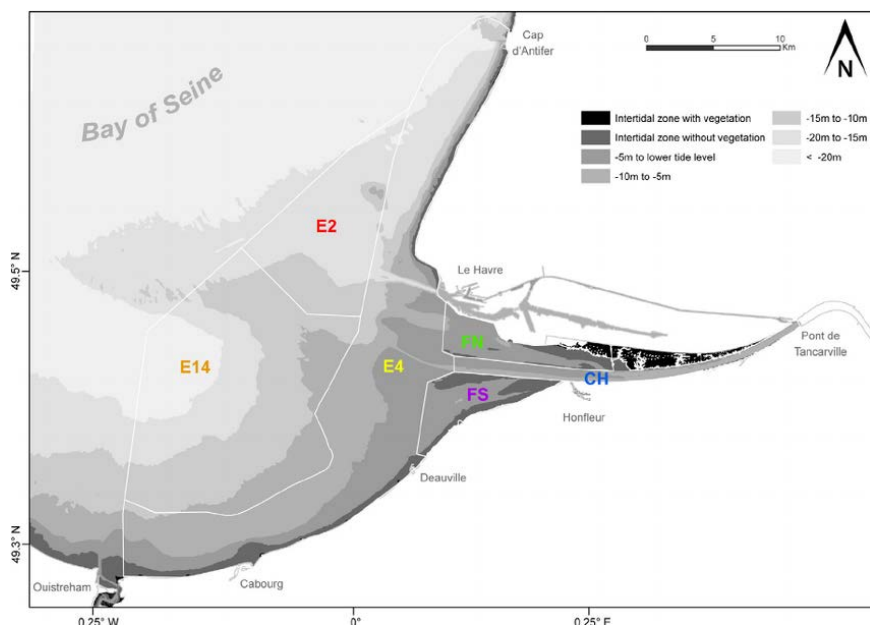 Cap
d'Antifer
0 5 10
Km
N
Bay of Seine
Intertidal zone with vegetation
Intertidal zone without vegetation
-5m to lower tide level
-10m to -5m
-15m to -10m
-20m to -15m
< -20m
E2
49.5° N
Le Havre
Pont de
Tancarville
FN
E14
E4
CH
FS
Honfleur
Deauville
49.3° N
Ouistreham
Cabourg
0.25° W
0°
0.25° E